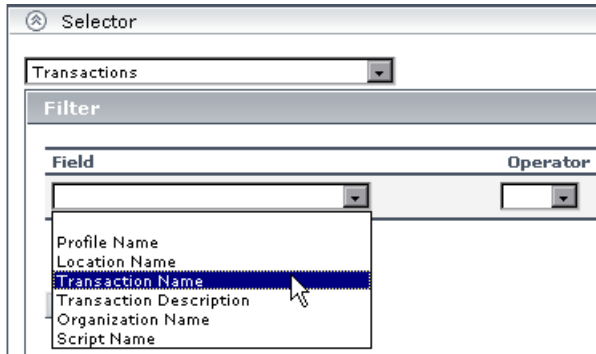 Selector
Transactions
Filter
Field Operator
Profile Name
Location Name
Transaction Name
Transaction Description
Organization Name
Script Name